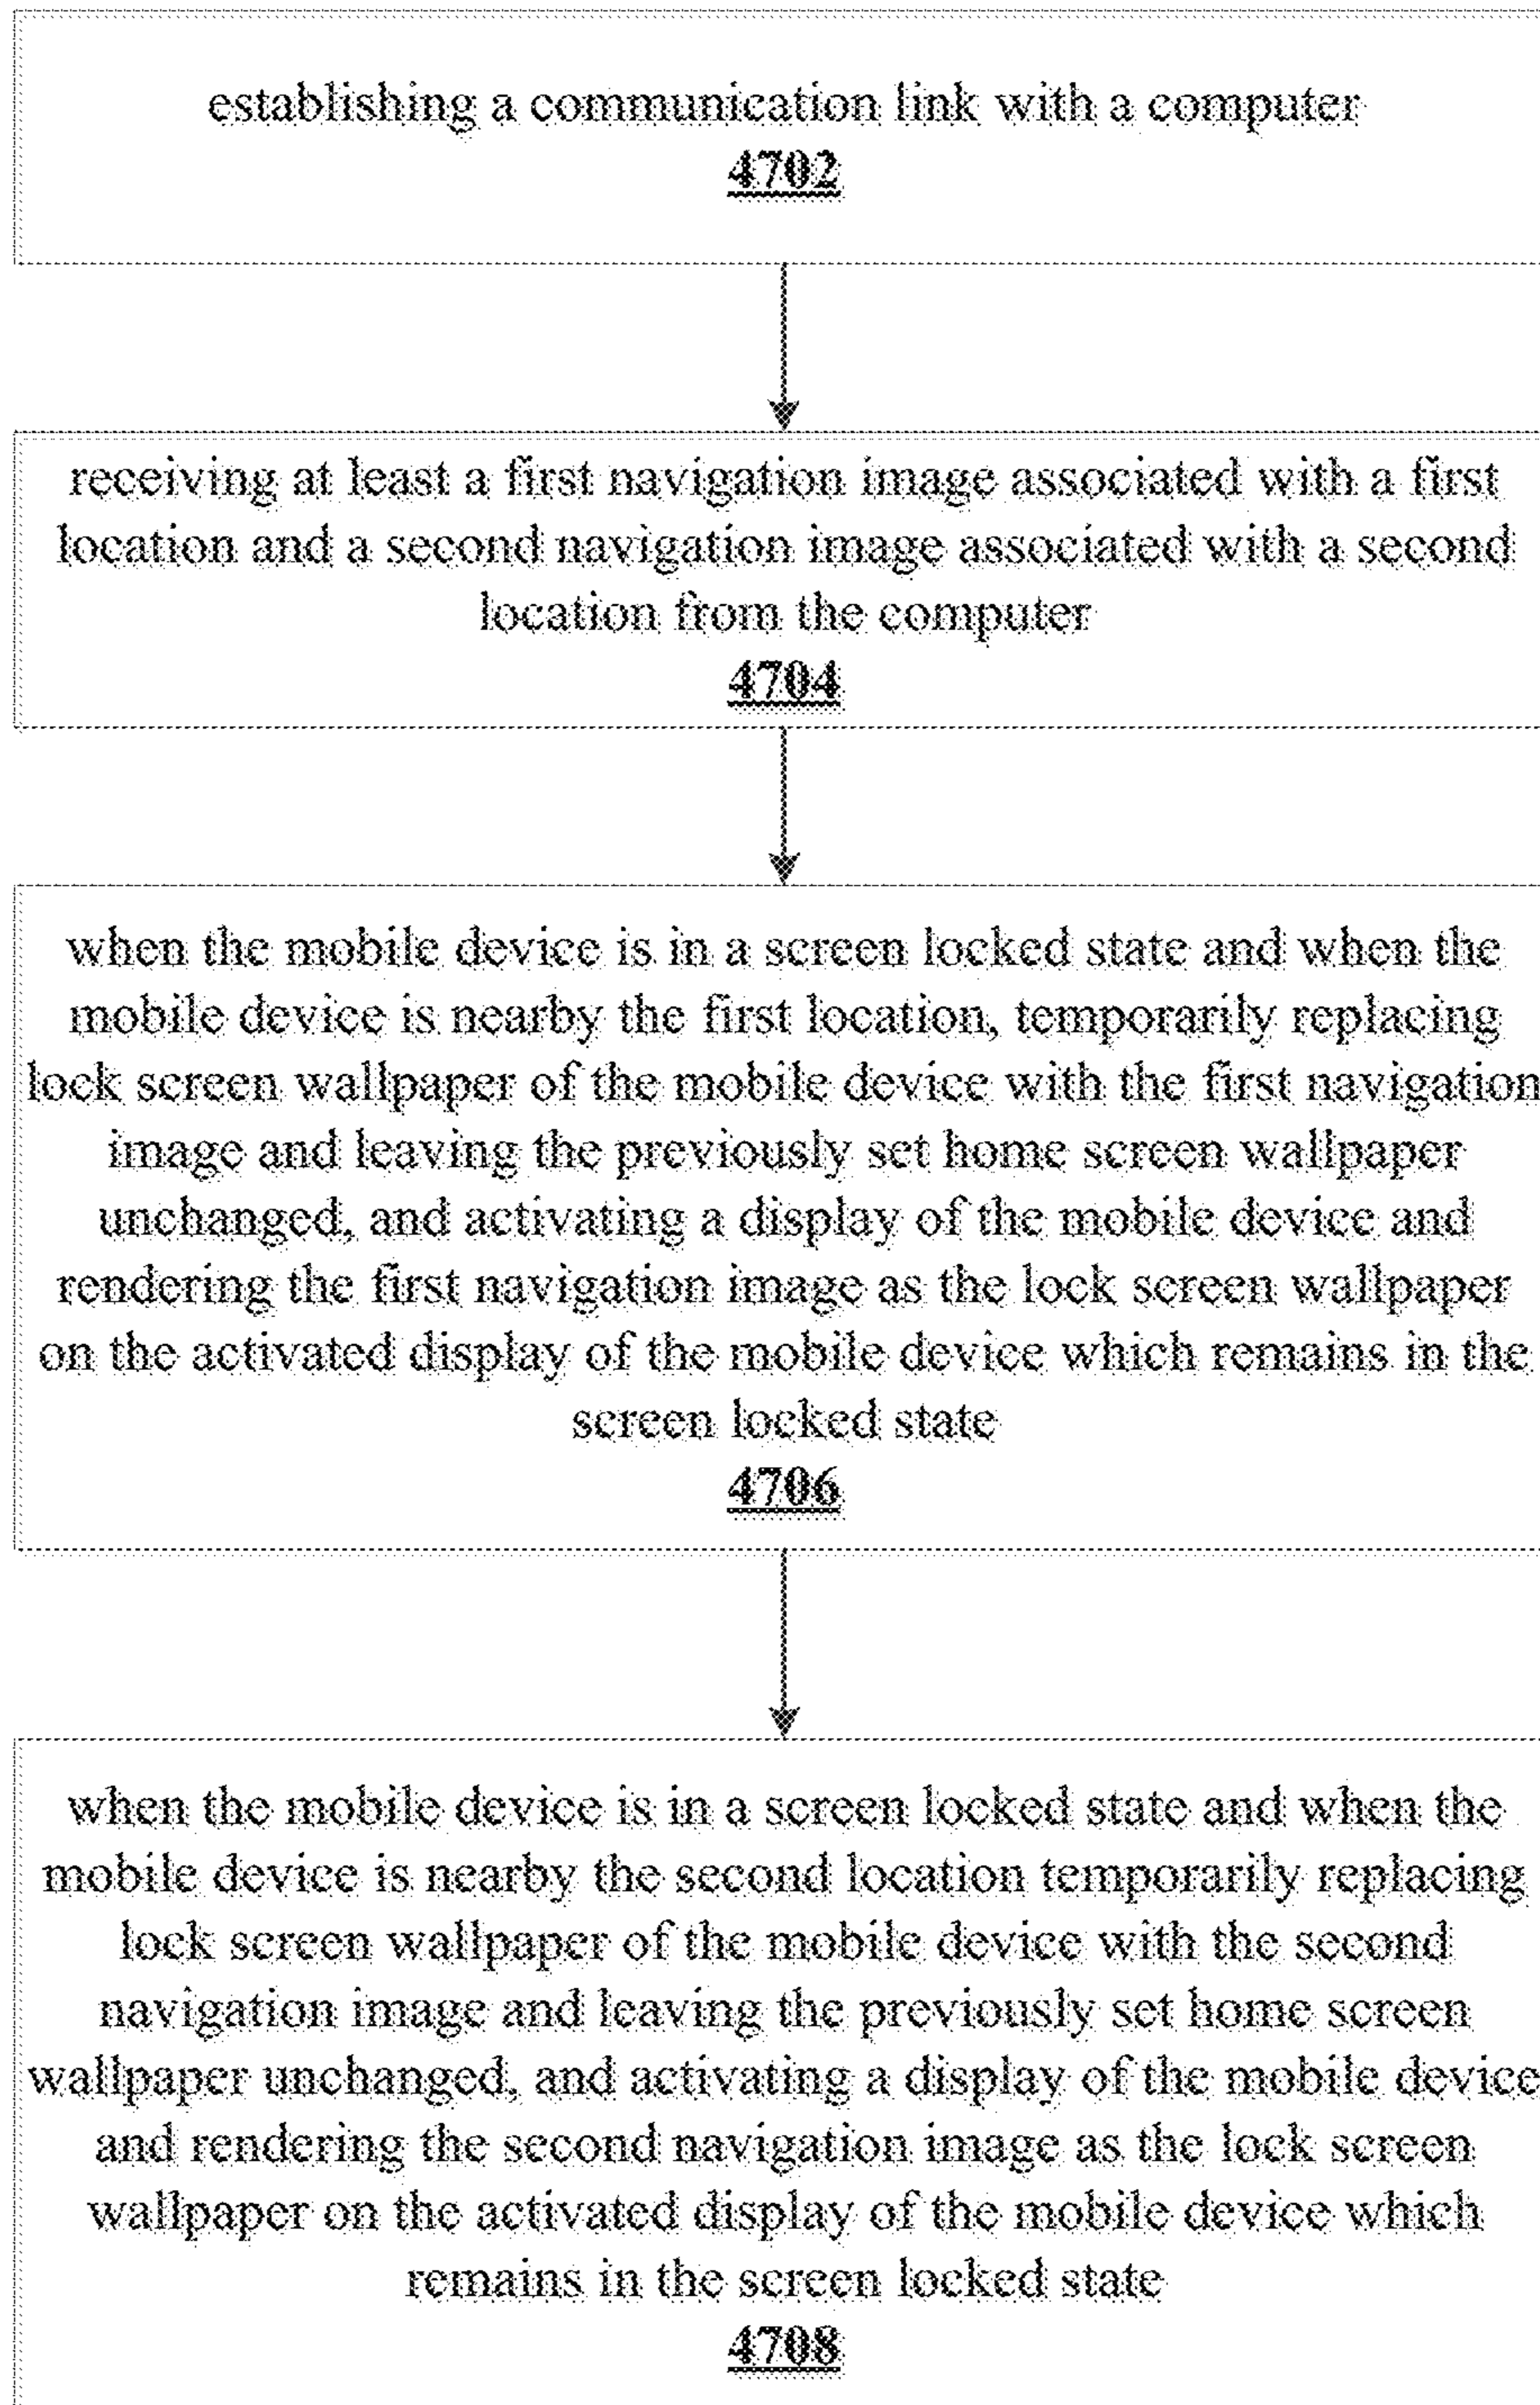 establishing a communication link with a computer
4702
receiving at least a first navigation image associated with a first
location and a second navigation image associated with a second
location from the computer
4704
when the mobile device is in a screen locked state and when the
mobile device is nearby the first location, temporarily replacing
lock screen wallpaper of the mobile device with the first navigation
image and leaving the previously set home screen wallpaper
unchanged, and activating a display of the mobile device and
rendering the first navigation image as the lock screen wallpaper
on the activated display of the mobile device which remains in the
screen locked state
4706
when the mobile device is in a screen locked state and when the
mobile device is nearby the second location temporarily replacing
lock screen wallpaper of the mobile device with the second
navigation image and leaving the previously set home screen
wallpaper unchanged, and activating a display of the mobile device
and rendering the second navigation image as the lock screen
wallpaper on the activated display of the mobile device which
remains in the screen locked state
4708